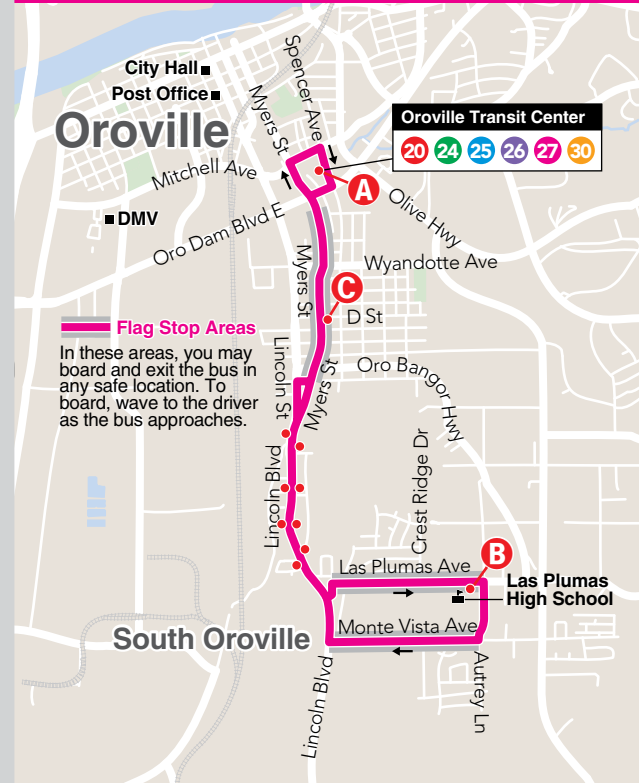 City Hall
Post Office
Oroville
Spencer Ave
Myers St
Mitchell Ave
Oroville Transit Center
20 24 25 26 27 30
A
DMV
Oro Dam Blvd E
Olive Hwy
Myers St
Wyandotte Ave
C
D St
Flag Stop Areas
In these areas, you may
board and exit the bus in
any safe location. To
board, wave to the driver
as the bus approaches.
Lincoln St
Myers St
Oro Bangor Hwy
Lincoln Blvd
Crest Ridge Dr
Las Plumas Ave
B
Las Plumas
High School
South Oroville
Monte Vista Ave
Lincoln Blvd
Autrey Ln